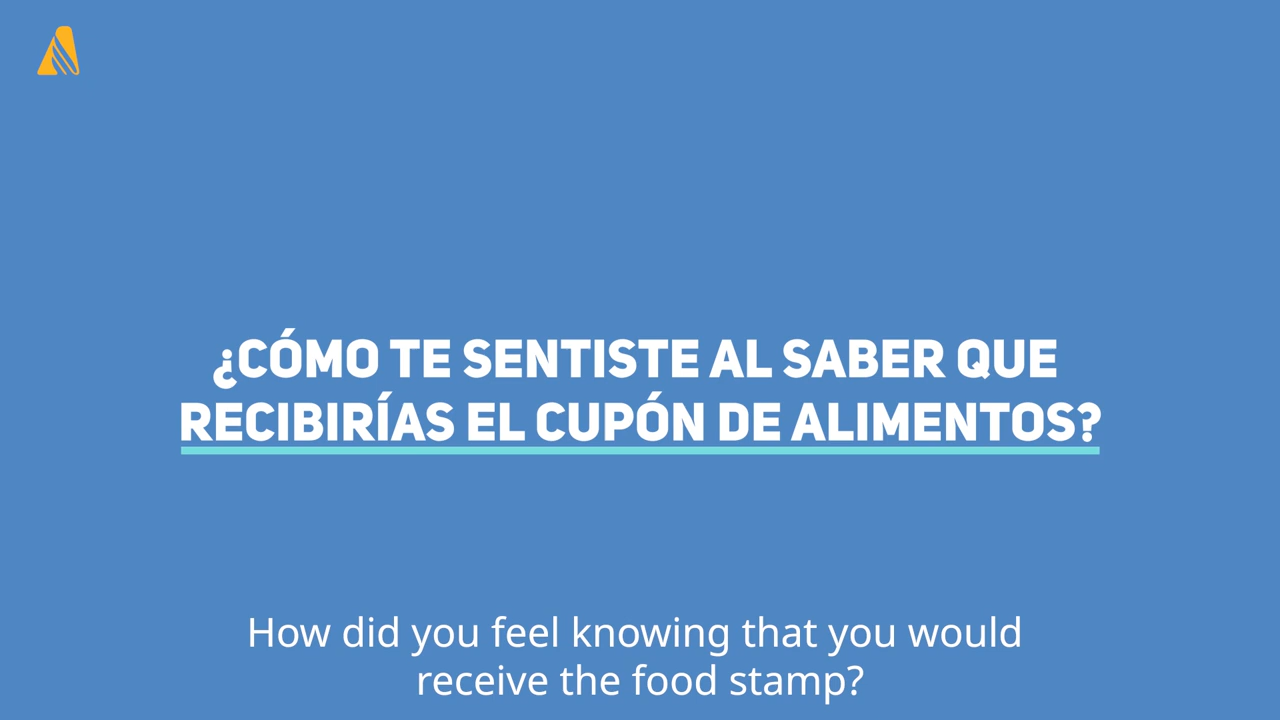 ¿CÓMO TE SENTISTE AL SABER QUE
RECIBIRÍAS EL CUPÓN DE ALIMENTOS?
How did you feel knowing that you would
receive the food stamp?